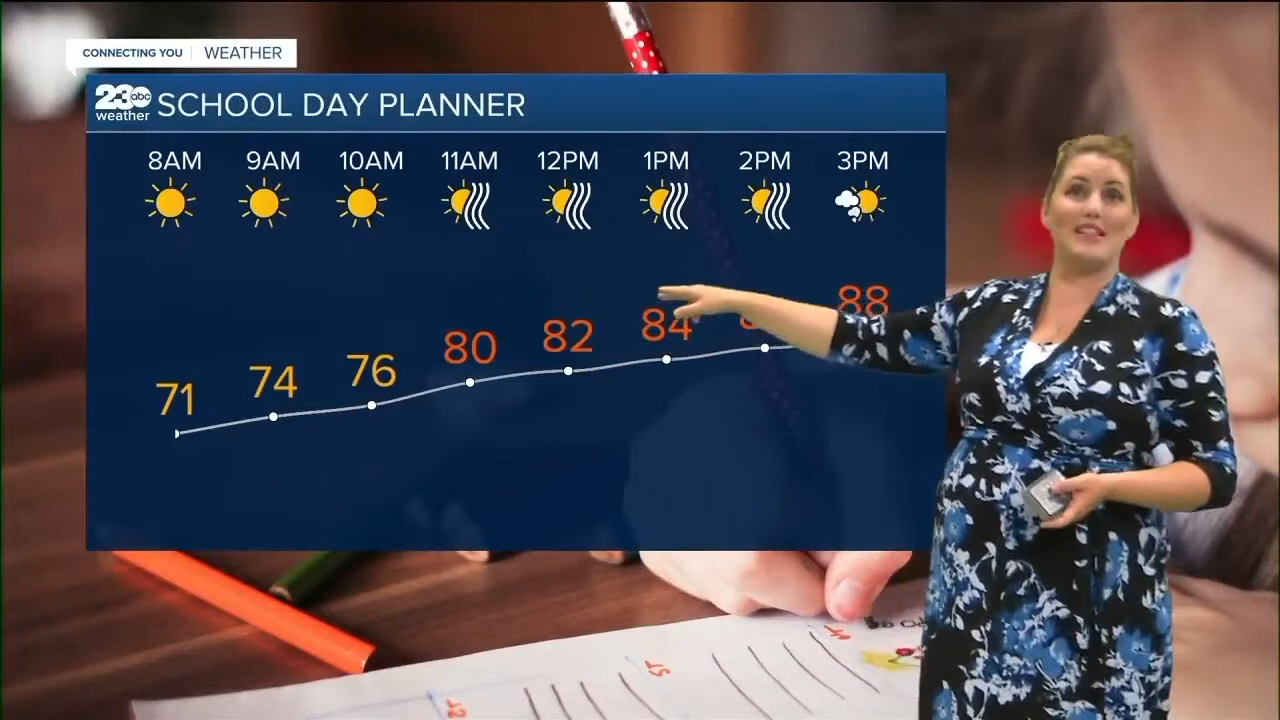 CONNECTING YOU | WEATHER
23 abc
weather
SCHOOL DAY PLANNER
8AM 9AM 10AM 11AM 12PM 1PM 2PM 3PM
71 74 76 80 82 84 88